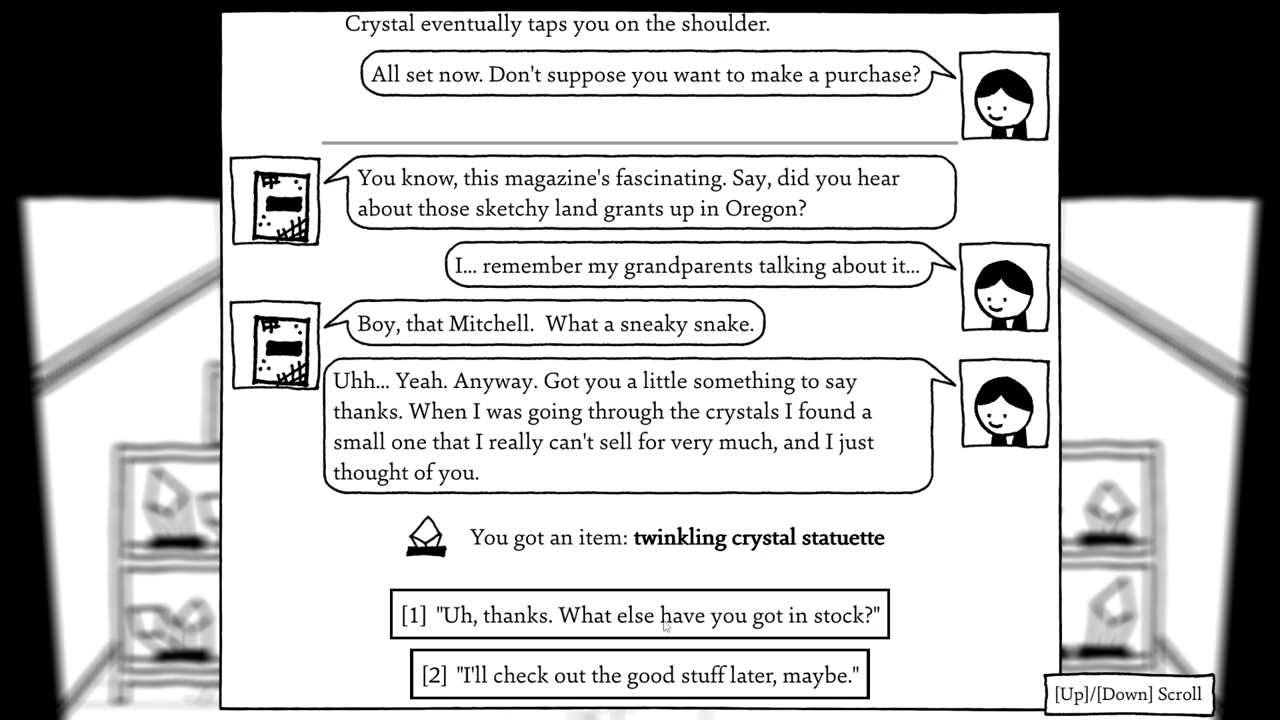 Crystal eventually taps you on the shoulder.
All set now. Don't suppose you want to make a purchase?
You know, this magazine's fascinating. Say, did you hear
about those sketchy land grants up in Oregon?
I... remember my grandparents talking about it...
Boy, that Mitchell.  What a sneaky snake.
Uhh... Yeah. Anyway. Got you a little something to say
thanks. When I was going through the crystals I found a
small one that I really can't sell for very much, and I just
thought of you.
You got an item: twinkling crystal statuette
[1] "Uh, thanks. What else have you got in stock?"
[2] "I'll check out the good stuff later, maybe."
[Up]/[Down] Scroll